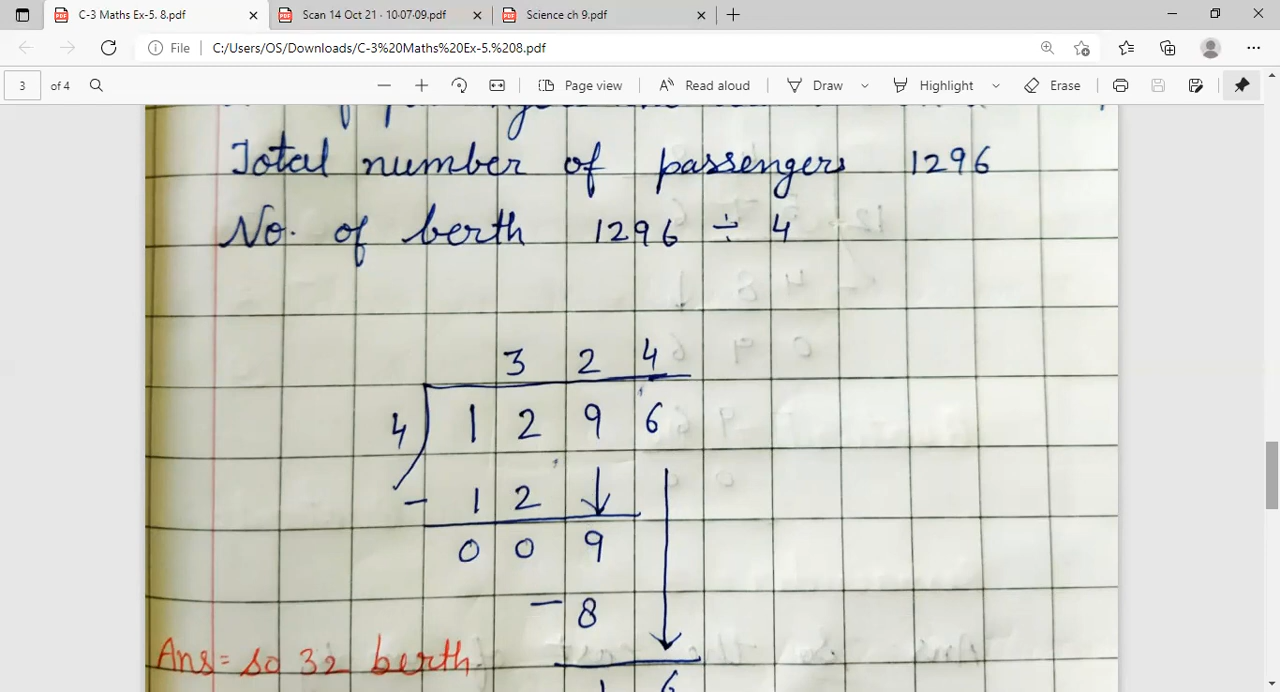 C-3 Maths Ex-5. 8.pdf
Scan 14 Oct 21 - 10-07-09.pdf
Science ch 9.pdf
File
C:/Users/OS/Downloads/C-3%20Maths%20Ex-5.%208.pdf
3 of 4
Page view
Read aloud
Draw
Highlight
Erase
Total number of passengers 1296
No. of berth 1296 ÷ 4
3 2 4
4 1 2 9 6
- 1 2
0 0 9
- 8
Ans = so 32 berth.
1 6